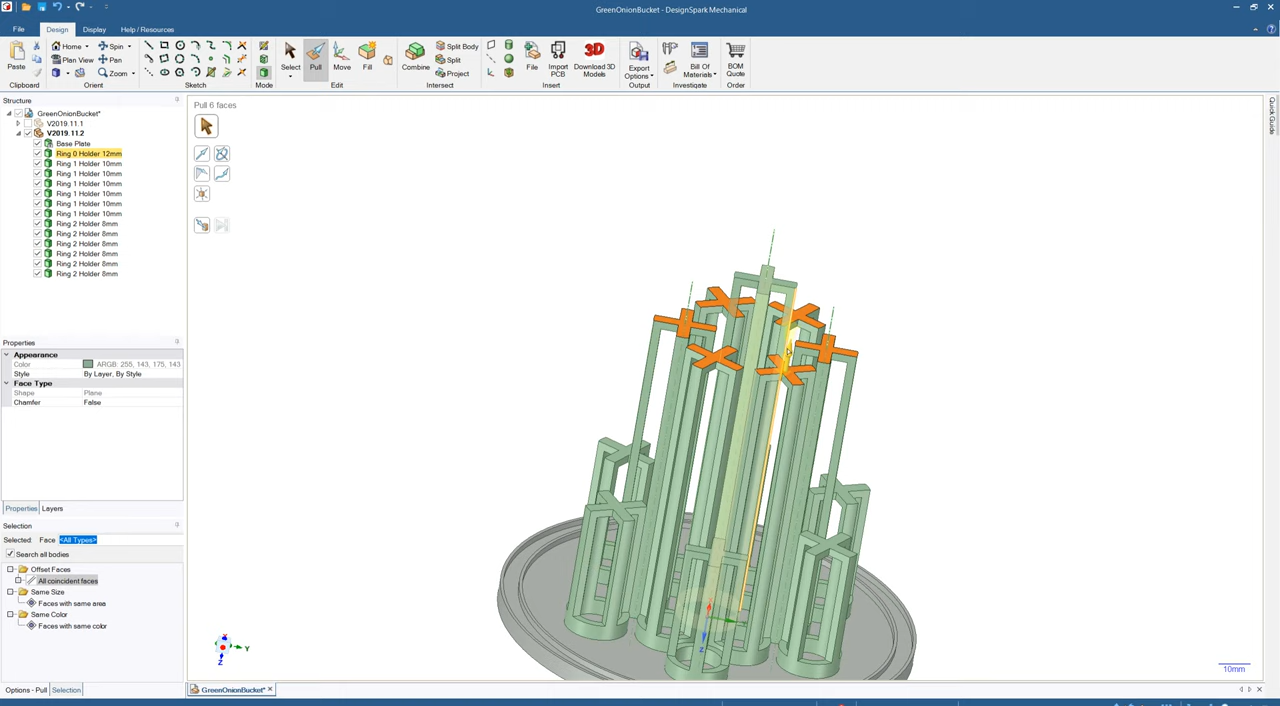 GreenOnionBucket - DesignSpark Mechanical
File
Design
Display
Help / Resources
Paste
Clipboard
Home
Plan View
Spin
Pan
Zoom
Orient
Sketch
Mode
Select
Pull
Move
Fill
Edit
Combine
Split Body
Split
Project
Intersect
File
Import PCB
Download 3D Models
Insert
Export Options
Output
Bill Of Materials
Investigate
BOM Quote
Order
Structure
GreenOnionBucket*
V2019.11.1
V2019.11.2
Base Plate
Ring 0 Holder 12mm
Ring 1 Holder 10mm
Ring 1 Holder 10mm
Ring 1 Holder 10mm
Ring 1 Holder 10mm
Ring 1 Holder 10mm
Ring 1 Holder 10mm
Ring 2 Holder 8mm
Ring 2 Holder 8mm
Ring 2 Holder 8mm
Ring 2 Holder 8mm
Ring 2 Holder 8mm
Ring 2 Holder 8mm
Pull 6 faces
Quick Guide
Properties
Appearance
Color ARGB: 255, 143, 175, 143
Style By Layer, By Style
Face Type
Shape Plane
Chamfer False
Properties Layers
Selection
Selected: Face <All Types>
Search all bodies
Offset Faces
All coincident faces
Same Size
Faces with same area
Same Color
Faces with same color
Y
Z
Z
10mm
Options - Pull Selection
GreenOnionBucket*